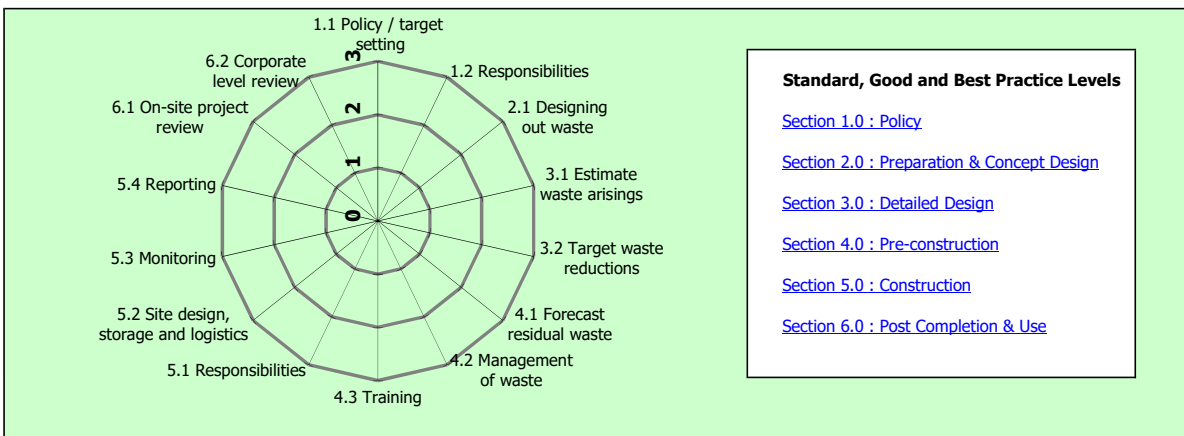 1.1 Policy / target
setting
1.2 Responsibilities
2.1 Designing
out waste
3.1 Estimate
waste arisings
3.2 Target waste
reductions
4.1 Forecast
residual waste
4.2 Management
of waste
4.3 Training
5.1 Responsibilities
5.2 Site design,
storage and logistics
5.3 Monitoring
5.4 Reporting
6.1 On-site project
review
6.2 Corporate
level review
3
2
1
0
Standard, Good and Best Practice Levels
Section 1.0 : Policy
Section 2.0 : Preparation & Concept Design
Section 3.0 : Detailed Design
Section 4.0 : Pre-construction
Section 5.0 : Construction
Section 6.0 : Post Completion & Use